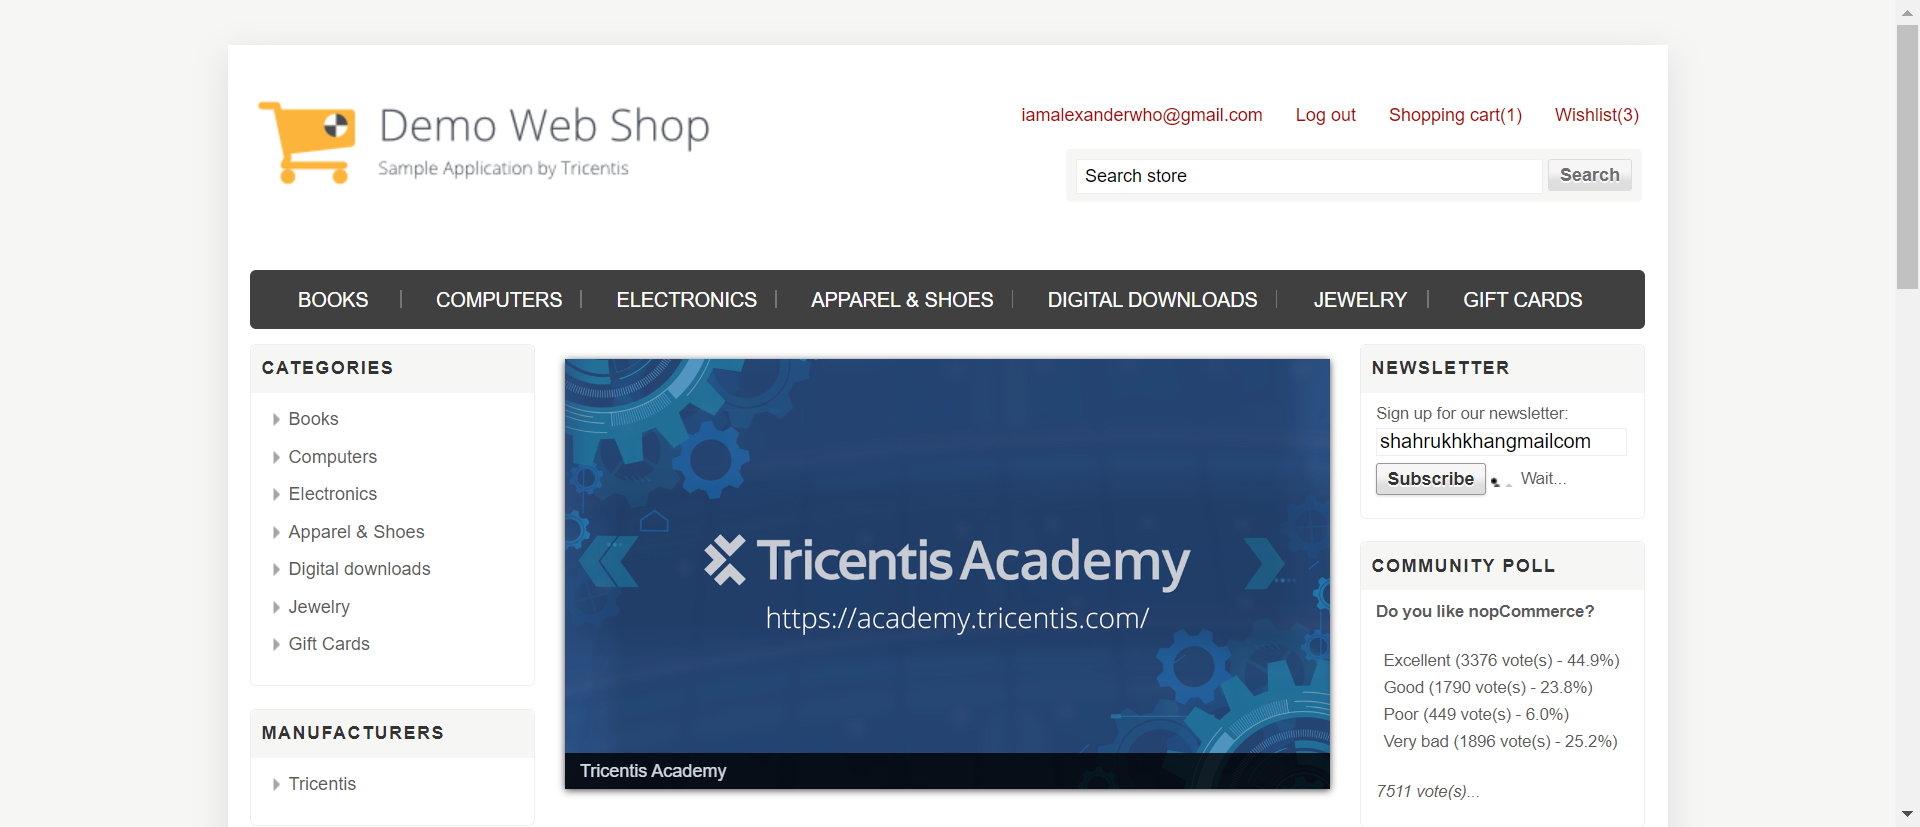 Demo Web Shop
Sample Application by Tricentis
iamalexanderwho@gmail.com Log out Shopping cart(1) Wishlist(3)
Search store Search
BOOKS COMPUTERS ELECTRONICS APPAREL & SHOES DIGITAL DOWNLOADS JEWELRY GIFT CARDS
CATEGORIES
Books
Computers
Electronics
Apparel & Shoes
Digital downloads
Jewelry
Gift Cards
MANUFACTURERS
Tricentis
Tricentis Academy
https://academy.tricentis.com/
Tricentis Academy
NEWSLETTER
Sign up for our newsletter:
shahrukhkhangmailcom
Subscribe Wait...
COMMUNITY POLL
Do you like nopCommerce?
Excellent (3376 vote(s) - 44.9%)
Good (1790 vote(s) - 23.8%)
Poor (449 vote(s) - 6.0%)
Very bad (1896 vote(s) - 25.2%)
7511 vote(s)...